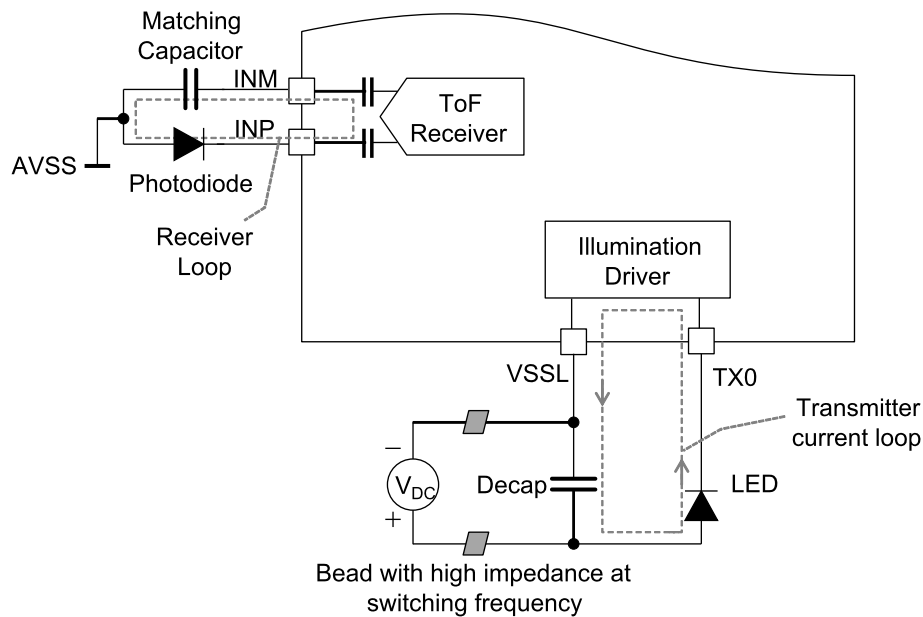 Matching
Capacitor
INM
ToF
Receiver
INP
AVSS
Photodiode
Receiver
Loop
Illumination
Driver
VSSL
TX0
Transmitter
current loop
−
VDC
+
Decap
LED
Bead with high impedance at
switching frequency